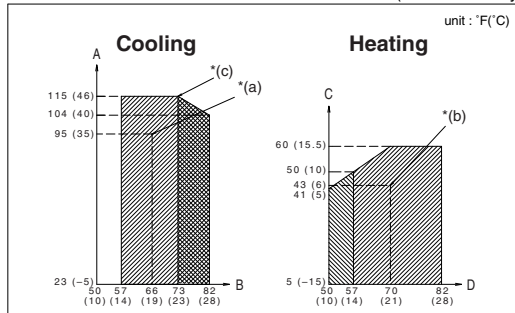 unit : ˚F(˚C)
Cooling
A
*(c)
*(a)
115 (46)
104 (40)
95 (35)
23 (−5)
B
50 57 66 73 82
(10) (14) (19) (23) (28)
Heating
C
*(b)
60 (15.5)
50 (10)
43 (6)
41 (5)
5 (−15)
D
50 57 70 82
(10) (14) (21) (28)